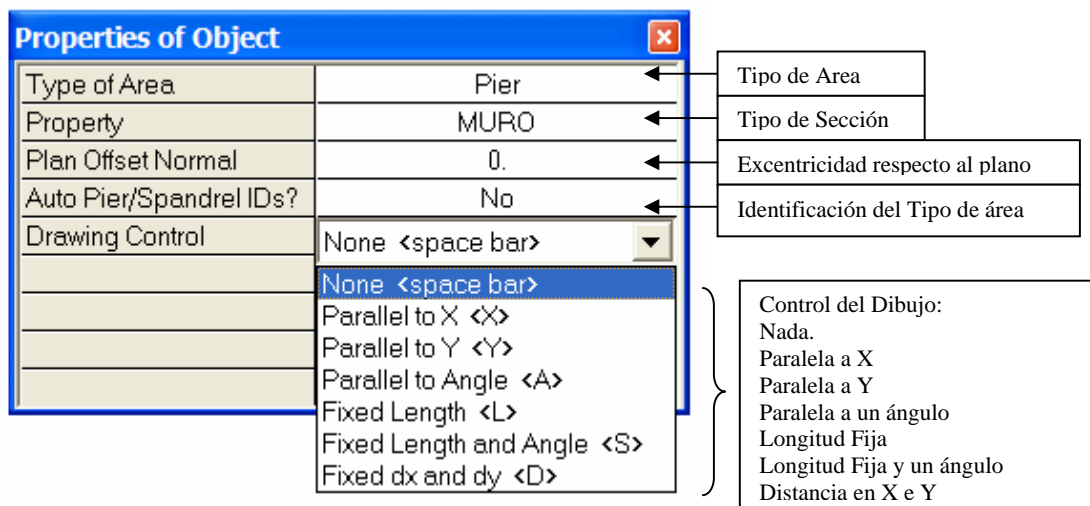 Properties of Object
Type of Area Pier
Property MURO
Plan Offset Normal 0.
Auto Pier/Spandrel IDs? No
Drawing Control None <space bar>
None <space bar>
Parallel to X <X>
Parallel to Y <Y>
Parallel to Angle <A>
Fixed Length <L>
Fixed Length and Angle <S>
Fixed dx and dy <D>
Tipo de Area
Tipo de Sección
Excentricidad respecto al plano
Identificación del Tipo de área
Control del Dibujo:
Nada.
Paralela a X
Paralela a Y
Paralela a un ángulo
Longitud Fija
Longitud Fija y un ángulo
Distancia en X e Y